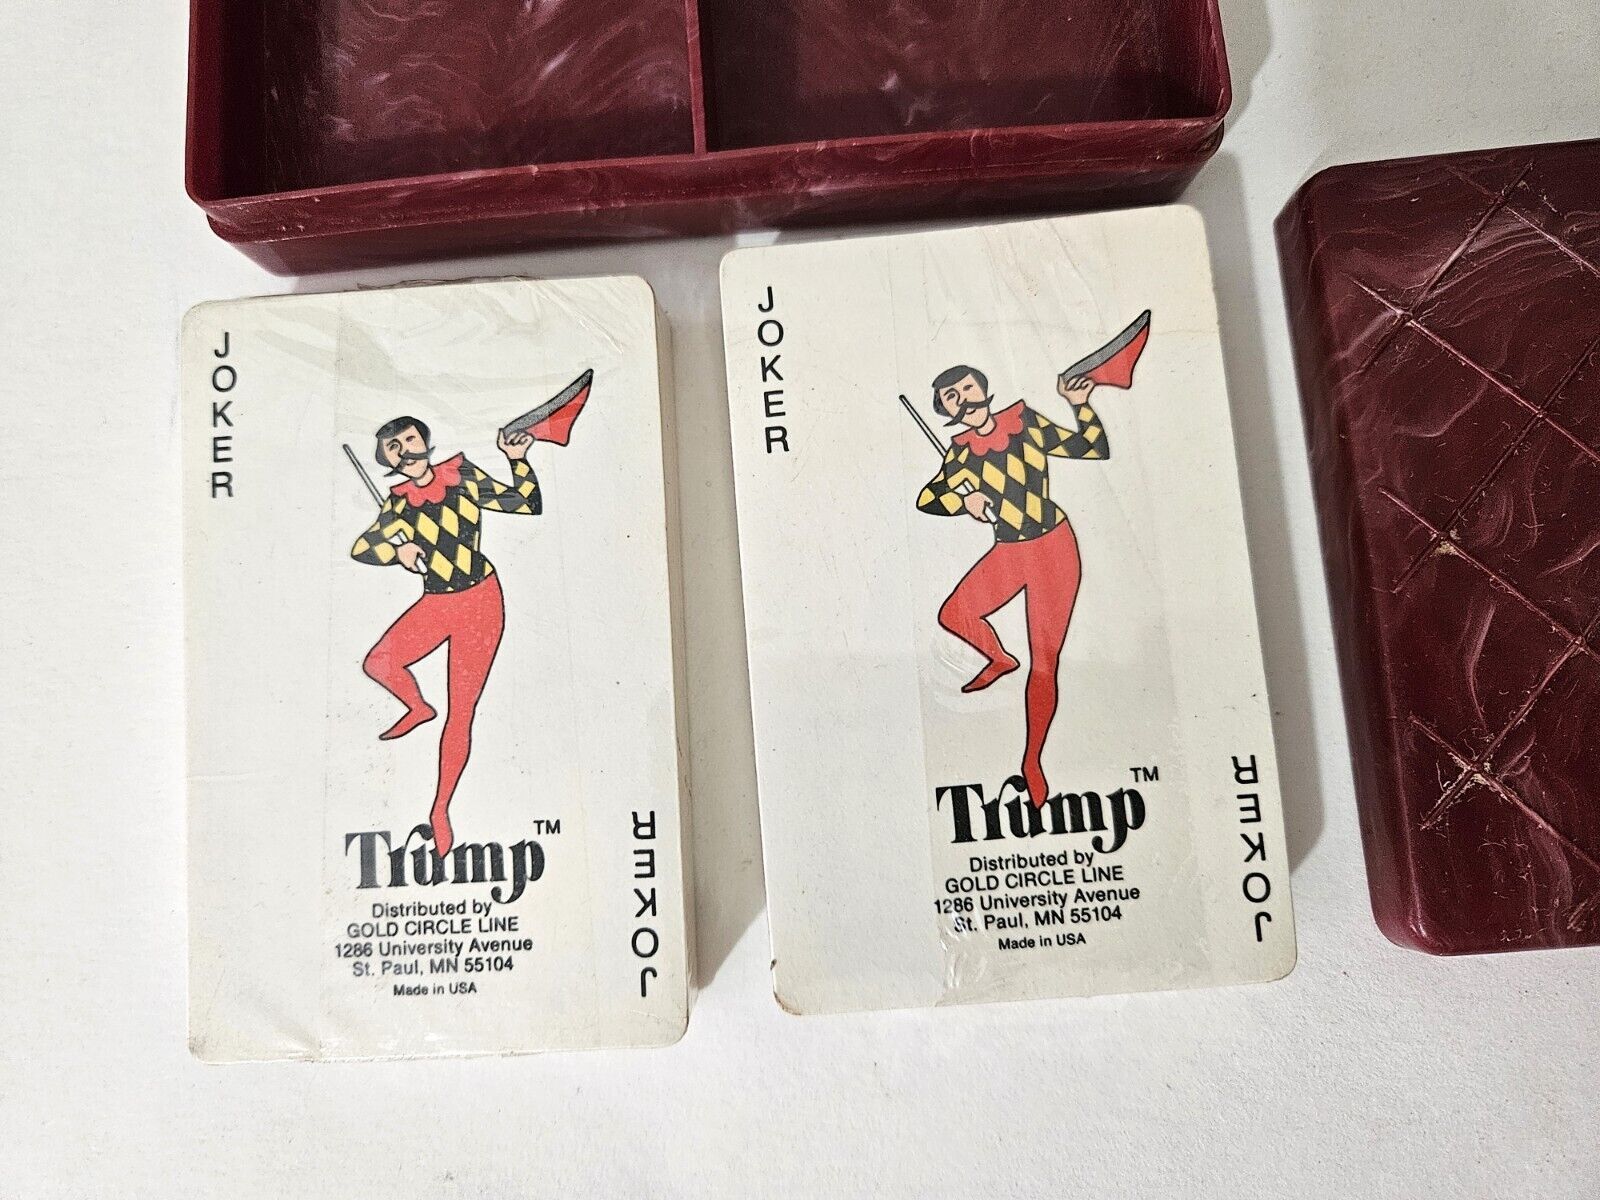 JOKER
Trump™
Distributed by
GOLD CIRCLE LINE
1286 University Avenue
St. Paul, MN 55104
Made in USA
JOKER
JOKER
Trump™
Distributed by
GOLD CIRCLE LINE
1286 University Avenue
St. Paul, MN 55104
Made in USA
JOKER